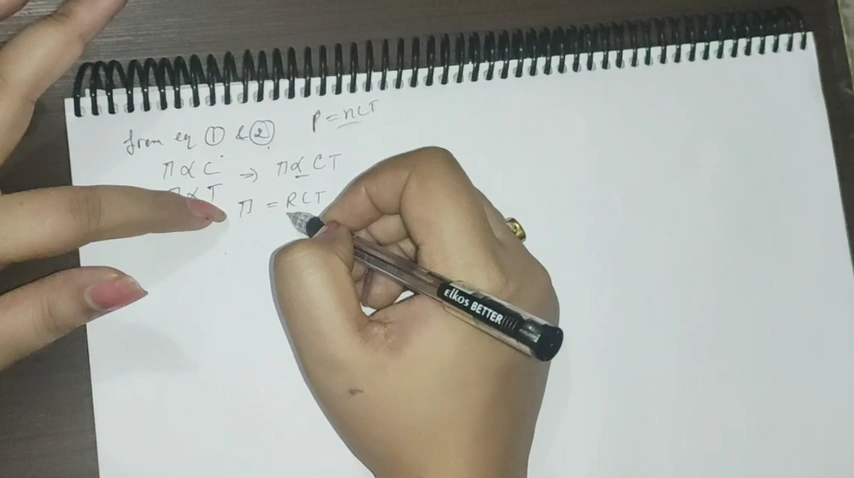 from eq ① & ②
P = nCT
π ∝ C ⇒ π ∝ CT
π ∝ T
π = RCT
elkos BETTER